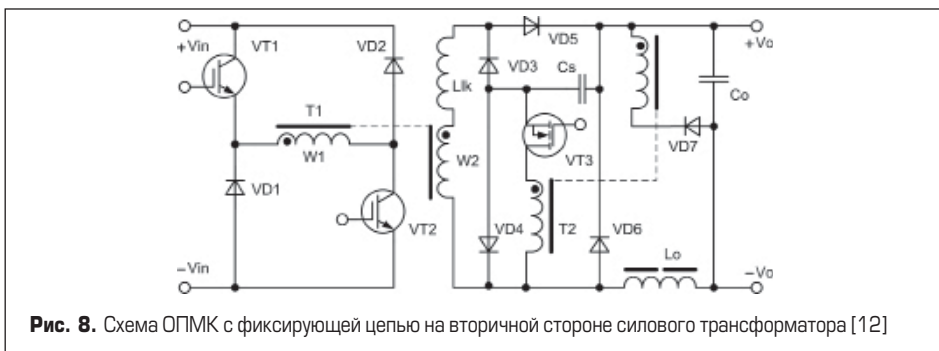 +Vin
VT1
VD2
T1
W1
VD1
VT2
−Vin
Llk
W2
VD5
VD3
Cs
VT3
VD4
T2
VD6
VD7
Lo
Co
+Vo
−Vo
Рис. 8. Схема ОПМК с фиксирующей цепью на вторичной стороне силового трансформатора [12]